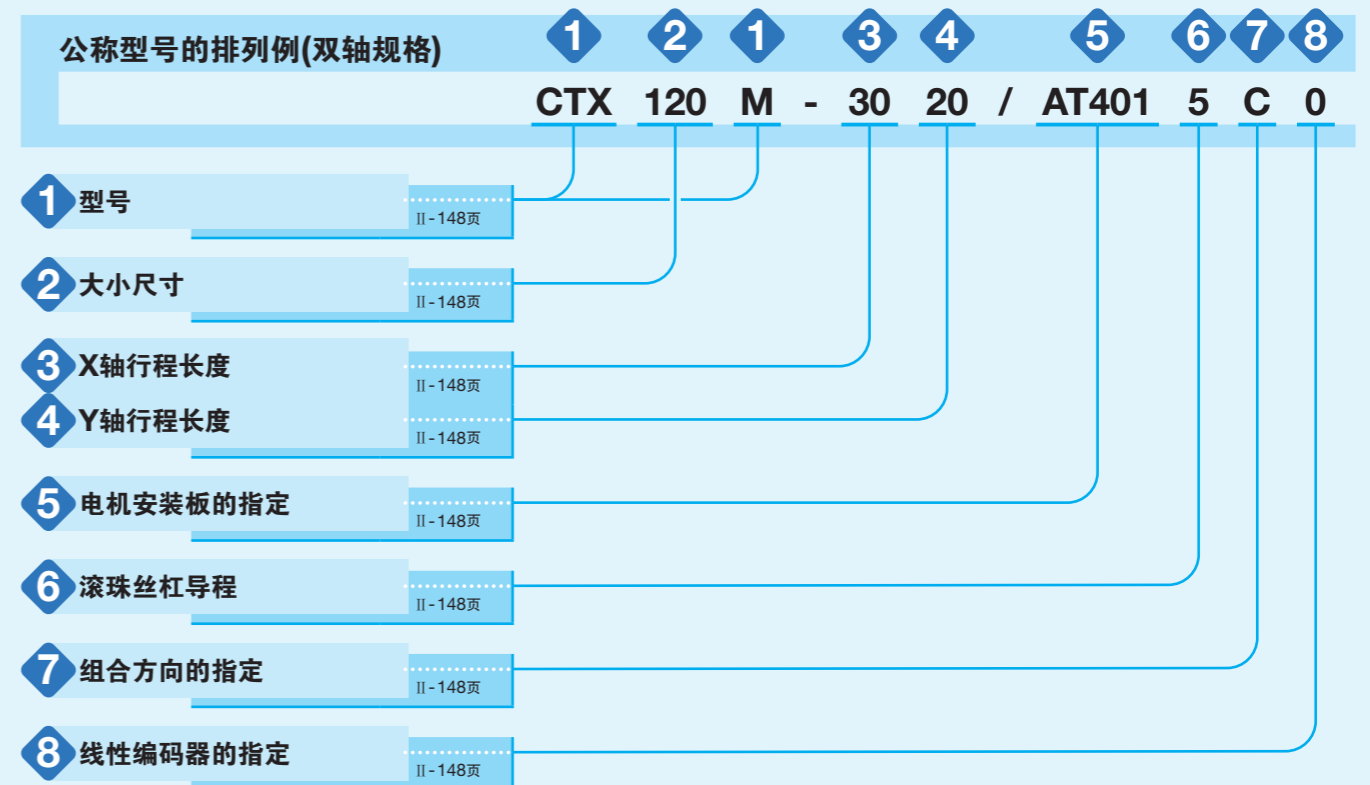 公称型号的排列例(双轴规格)
1 2 1 3 4 5 6 7 8
CTX 120 M - 30 20 / AT401 5 C 0
1 型号
II-148页
2 大小尺寸
II-148页
3 X轴行程长度
II-148页
4 Y轴行程长度
II-148页
5 电机安装板的指定
II-148页
6 滚珠丝杠导程
II-148页
7 组合方向的指定
II-148页
8 线性编码器的指定
II-148页